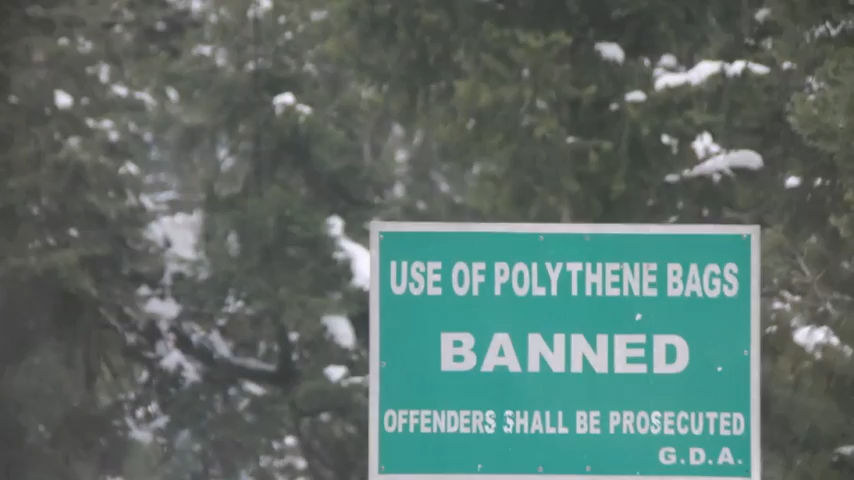 USE OF POLYTHENE BAGS
BANNED
OFFENDERS SHALL BE PROSECUTED
G.D.A.